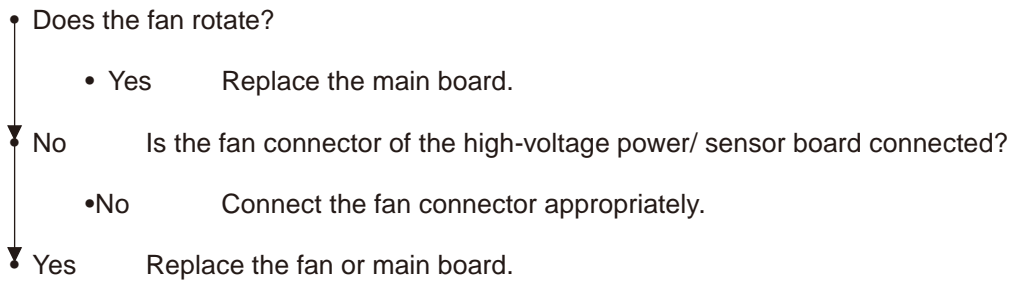 • Does the fan rotate?
• Yes Replace the main board.
• No Is the fan connector of the high-voltage power/ sensor board connected?
•No Connect the fan connector appropriately.
• Yes Replace the fan or main board.